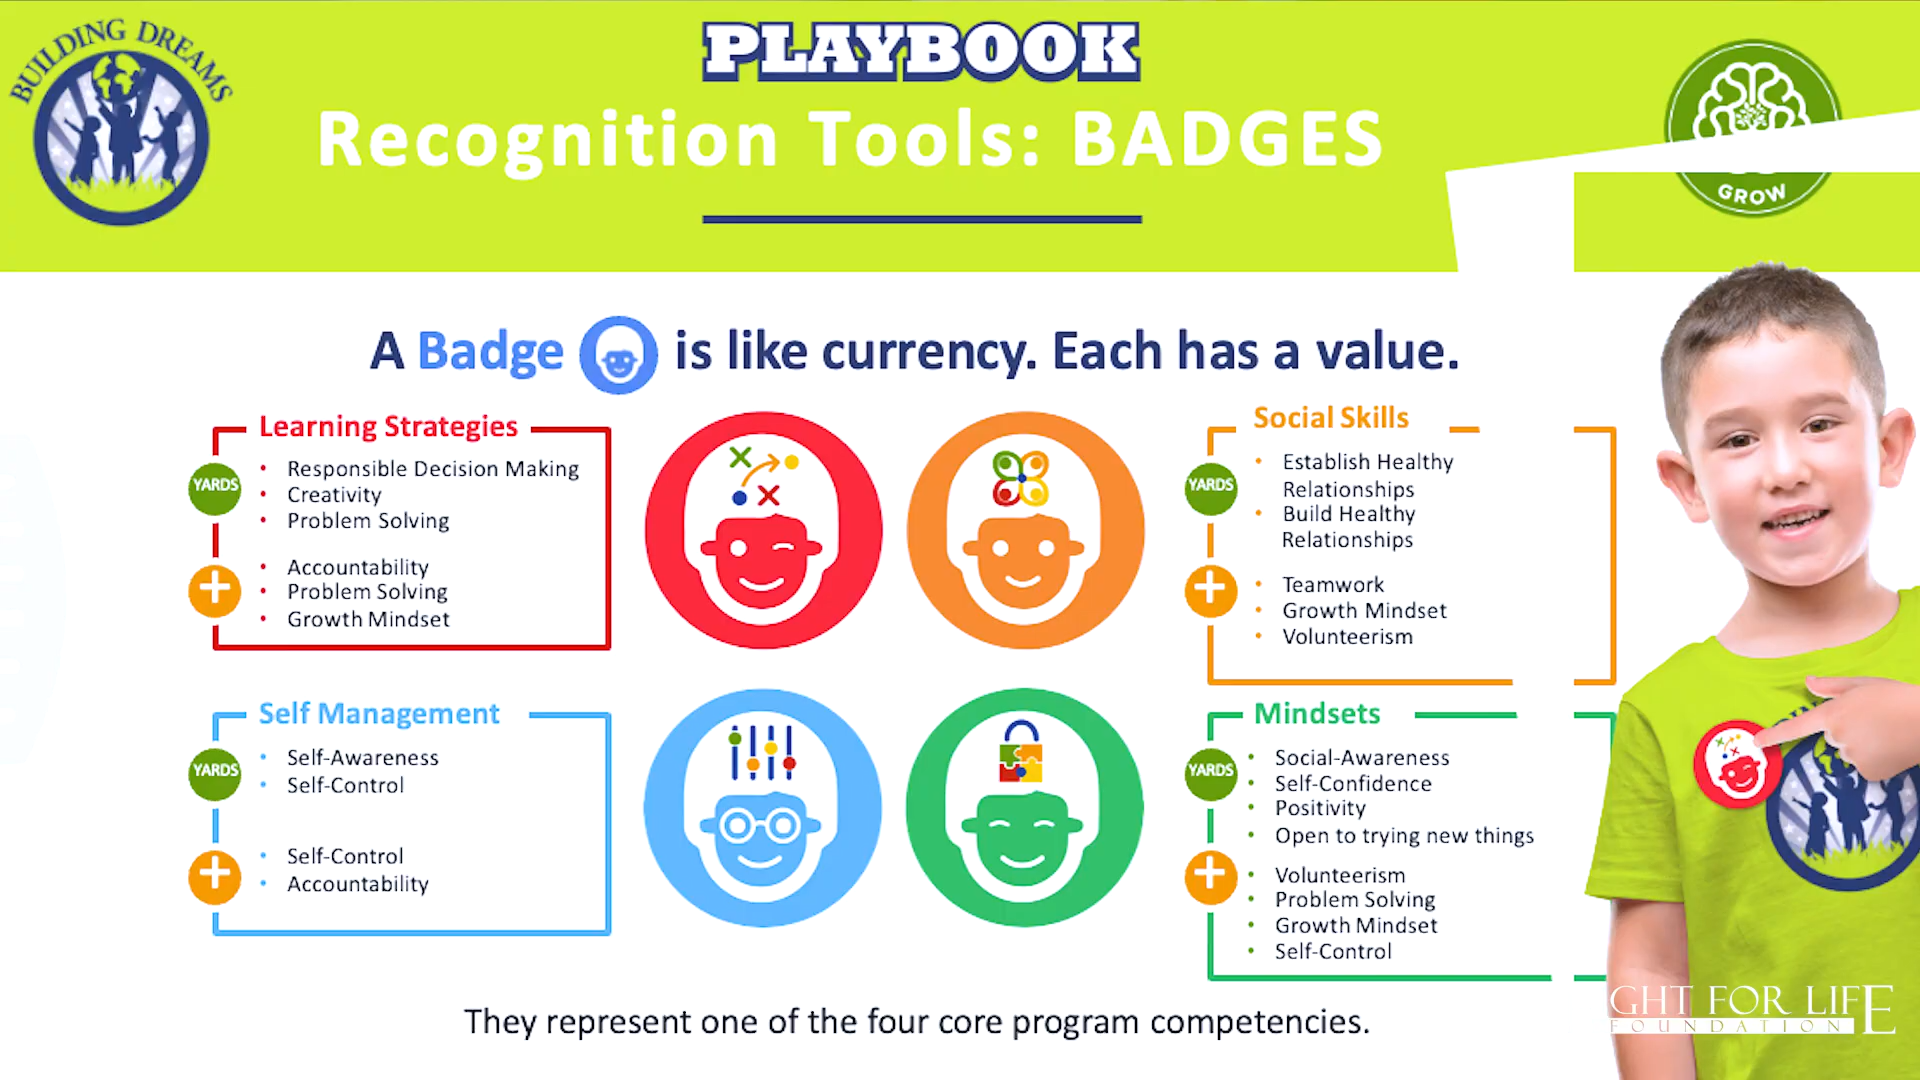 BUILDING DREAMS
PLAYBOOK
Recognition Tools: BADGES
GROW
A Badge is like currency. Each has a value.
Learning Strategies
YARDS
• Responsible Decision Making
• Creativity
• Problem Solving
+
• Accountability
• Problem Solving
• Growth Mindset
Social Skills
YARDS
• Establish Healthy
Relationships
• Build Healthy
Relationships
+
• Teamwork
• Growth Mindset
• Volunteerism
Self Management
YARDS
• Self-Awareness
• Self-Control
+
• Self-Control
• Accountability
Mindsets
YARDS
• Social-Awareness
• Self-Confidence
• Positivity
• Open to trying new things
+
• Volunteerism
• Problem Solving
• Growth Mindset
• Self-Control
They represent one of the four core program competencies.
GHT FOR LIFE
FOUNDATION